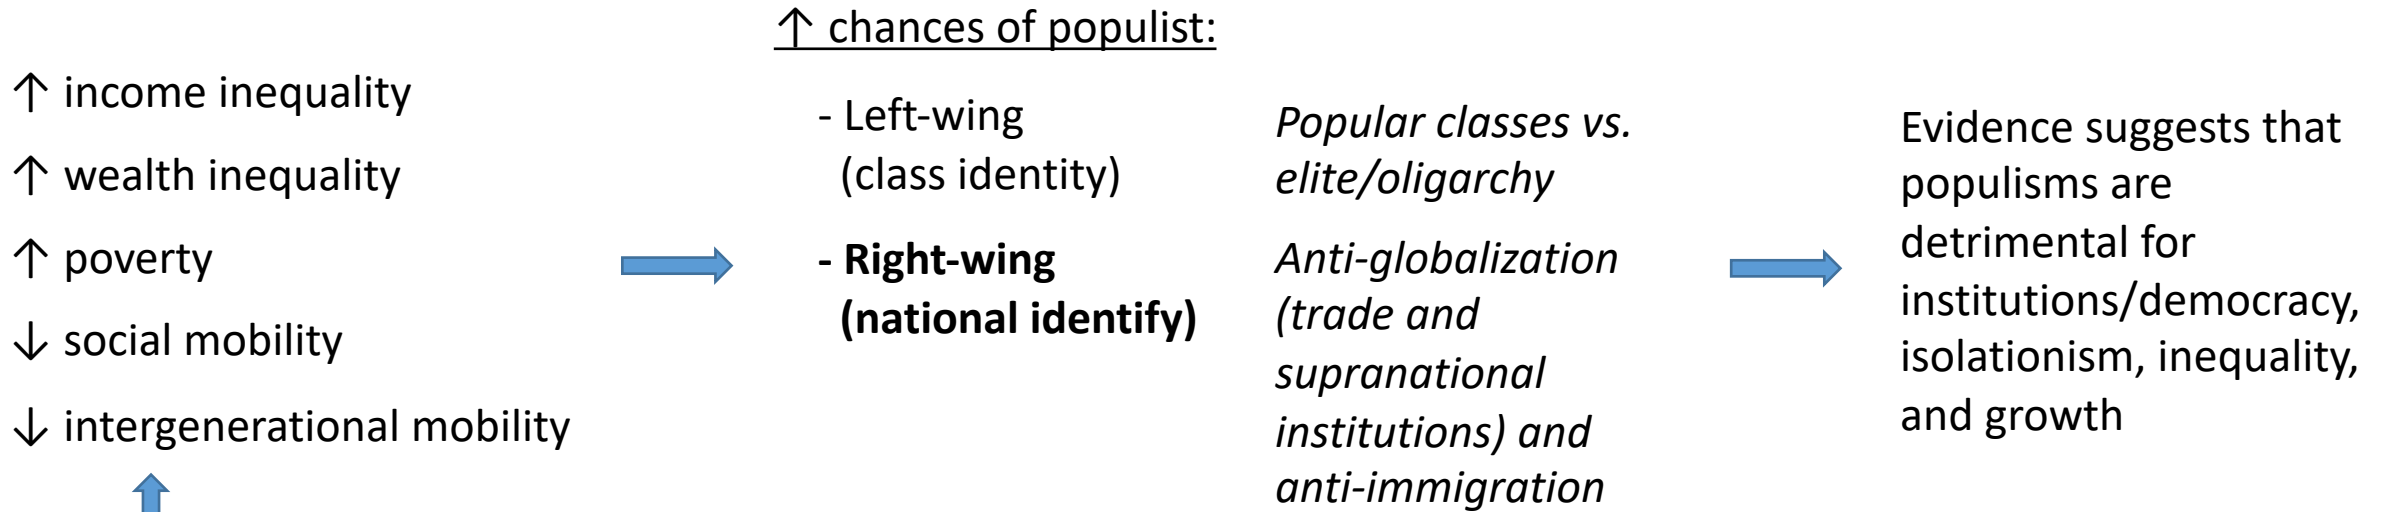 ↑ income inequality
↑ wealth inequality
↑ poverty
↓ social mobility
↓ intergenerational mobility
↑ chances of populist:
- Left-wing
(class identity)
- Right-wing
(national identify)
Popular classes vs.
elite/oligarchy
Anti-globalization
(trade and
supranational
institutions) and
anti-immigration
Evidence suggests that
populisms are
detrimental for
institutions/democracy,
isolationism, inequality,
and growth